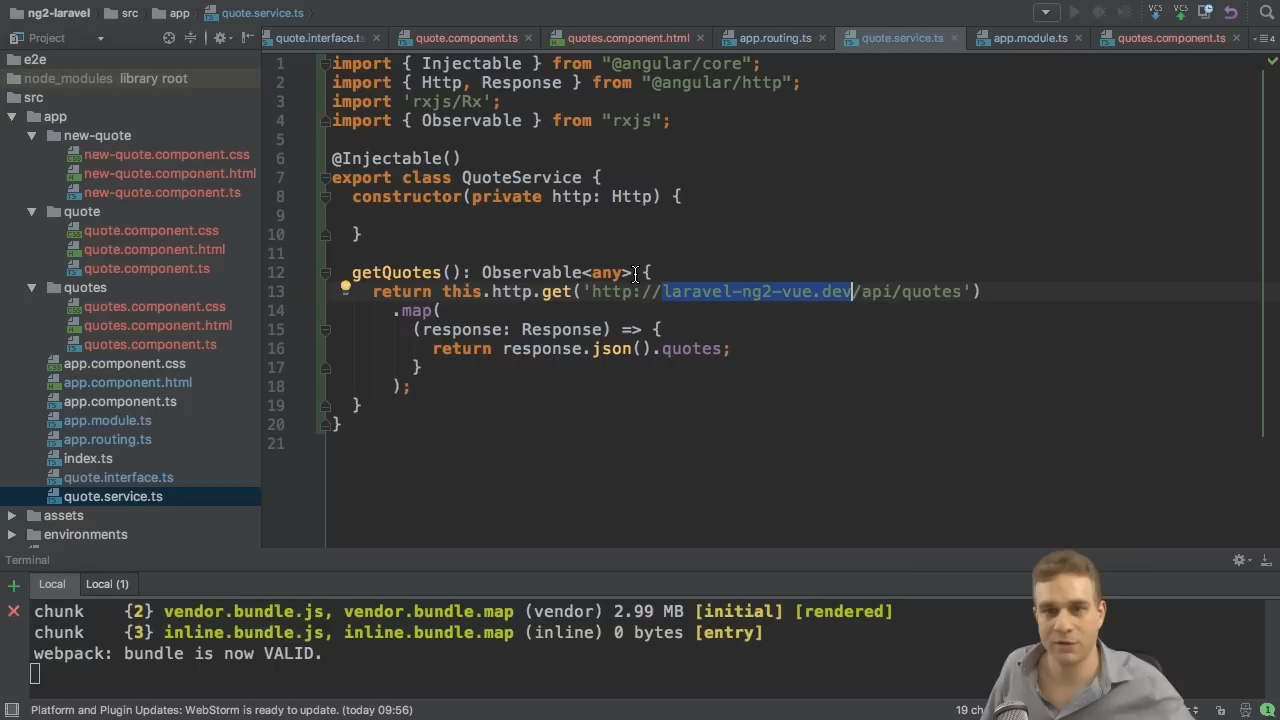 ng2-laravel src app quote.service.ts
VCS VCS
Project
quote.interface.ts quote.component.ts quotes.component.html app.routing.ts quote.service.ts app.module.ts quotes.component.ts 4
e2e
node_modules library root
src
app
new-quote
new-quote.component.css
new-quote.component.html
new-quote.component.ts
quote
quote.component.css
quote.component.html
quote.component.ts
quotes
quotes.component.css
quotes.component.html
quotes.component.ts
app.component.css
app.component.html
app.component.ts
app.module.ts
app.routing.ts
index.ts
quote.interface.ts
quote.service.ts
assets
environments
1 import { Injectable } from "@angular/core";
2 import { Http, Response } from "@angular/http";
3 import 'rxjs/Rx';
4 import { Observable } from "rxjs";
5
6 @Injectable()
7 export class QuoteService {
8 constructor(private http: Http) {
9
10 }
11
12 getQuotes(): Observable<any> {
13 return this.http.get('http://laravel-ng2-vue.dev/api/quotes')
14 .map(
15 (response: Response) => {
16 return response.json().quotes;
17 }
18 );
19 }
20 }
21
Terminal
Local Local (1)
chunk {2} vendor.bundle.js, vendor.bundle.map (vendor) 2.99 MB [initial] [rendered]
chunk {3} inline.bundle.js, inline.bundle.map (inline) 0 bytes [entry]
webpack: bundle is now VALID.
Platform and Plugin Updates: WebStorm is ready to update. (today 09:56)
19 ch
1